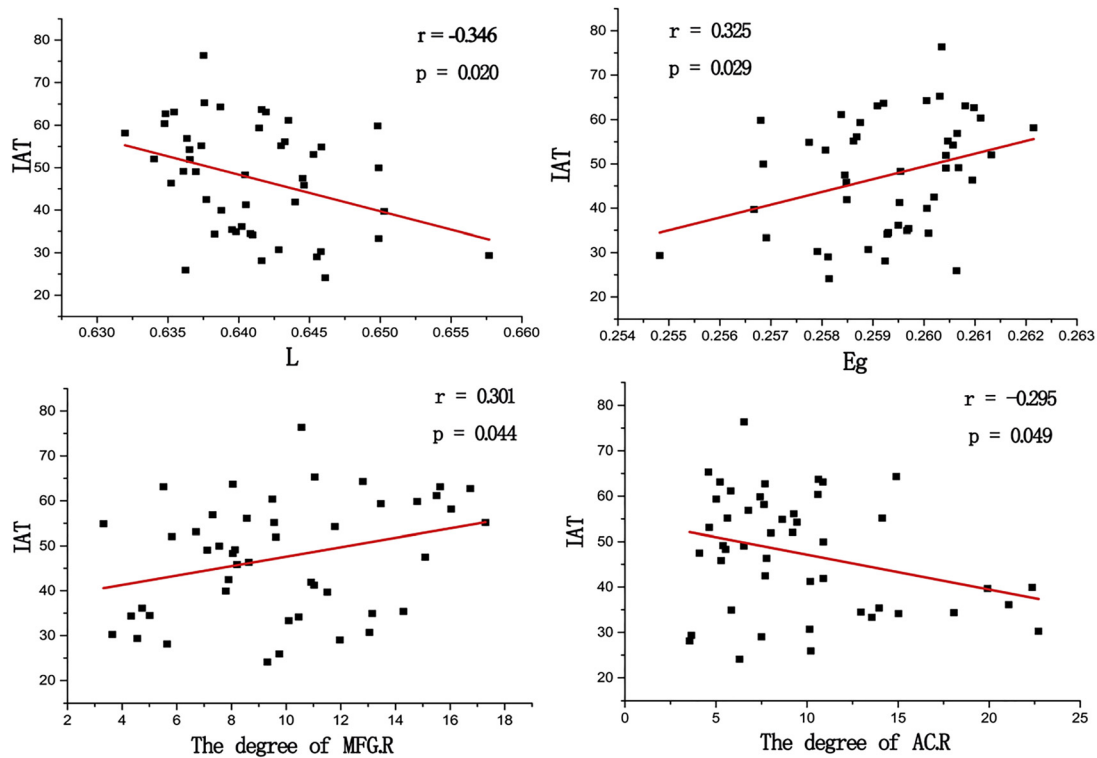 r = -0.346
p = 0.020
80
70
60
50
40
30
20
IAT
0.630 0.635 0.640 0.645 0.650 0.655 0.660
L
r = 0.325
p = 0.029
80
70
60
50
40
30
20
IAT
0.254 0.255 0.256 0.257 0.258 0.259 0.260 0.261 0.262 0.263
Eg
r = 0.301
p = 0.044
80
70
60
50
40
30
20
IAT
2 4 6 8 10 12 14 16 18
The degree of MFG.R
r = -0.295
p = 0.049
80
70
60
50
40
30
20
IAT
0 5 10 15 20 25
The degree of AC.R